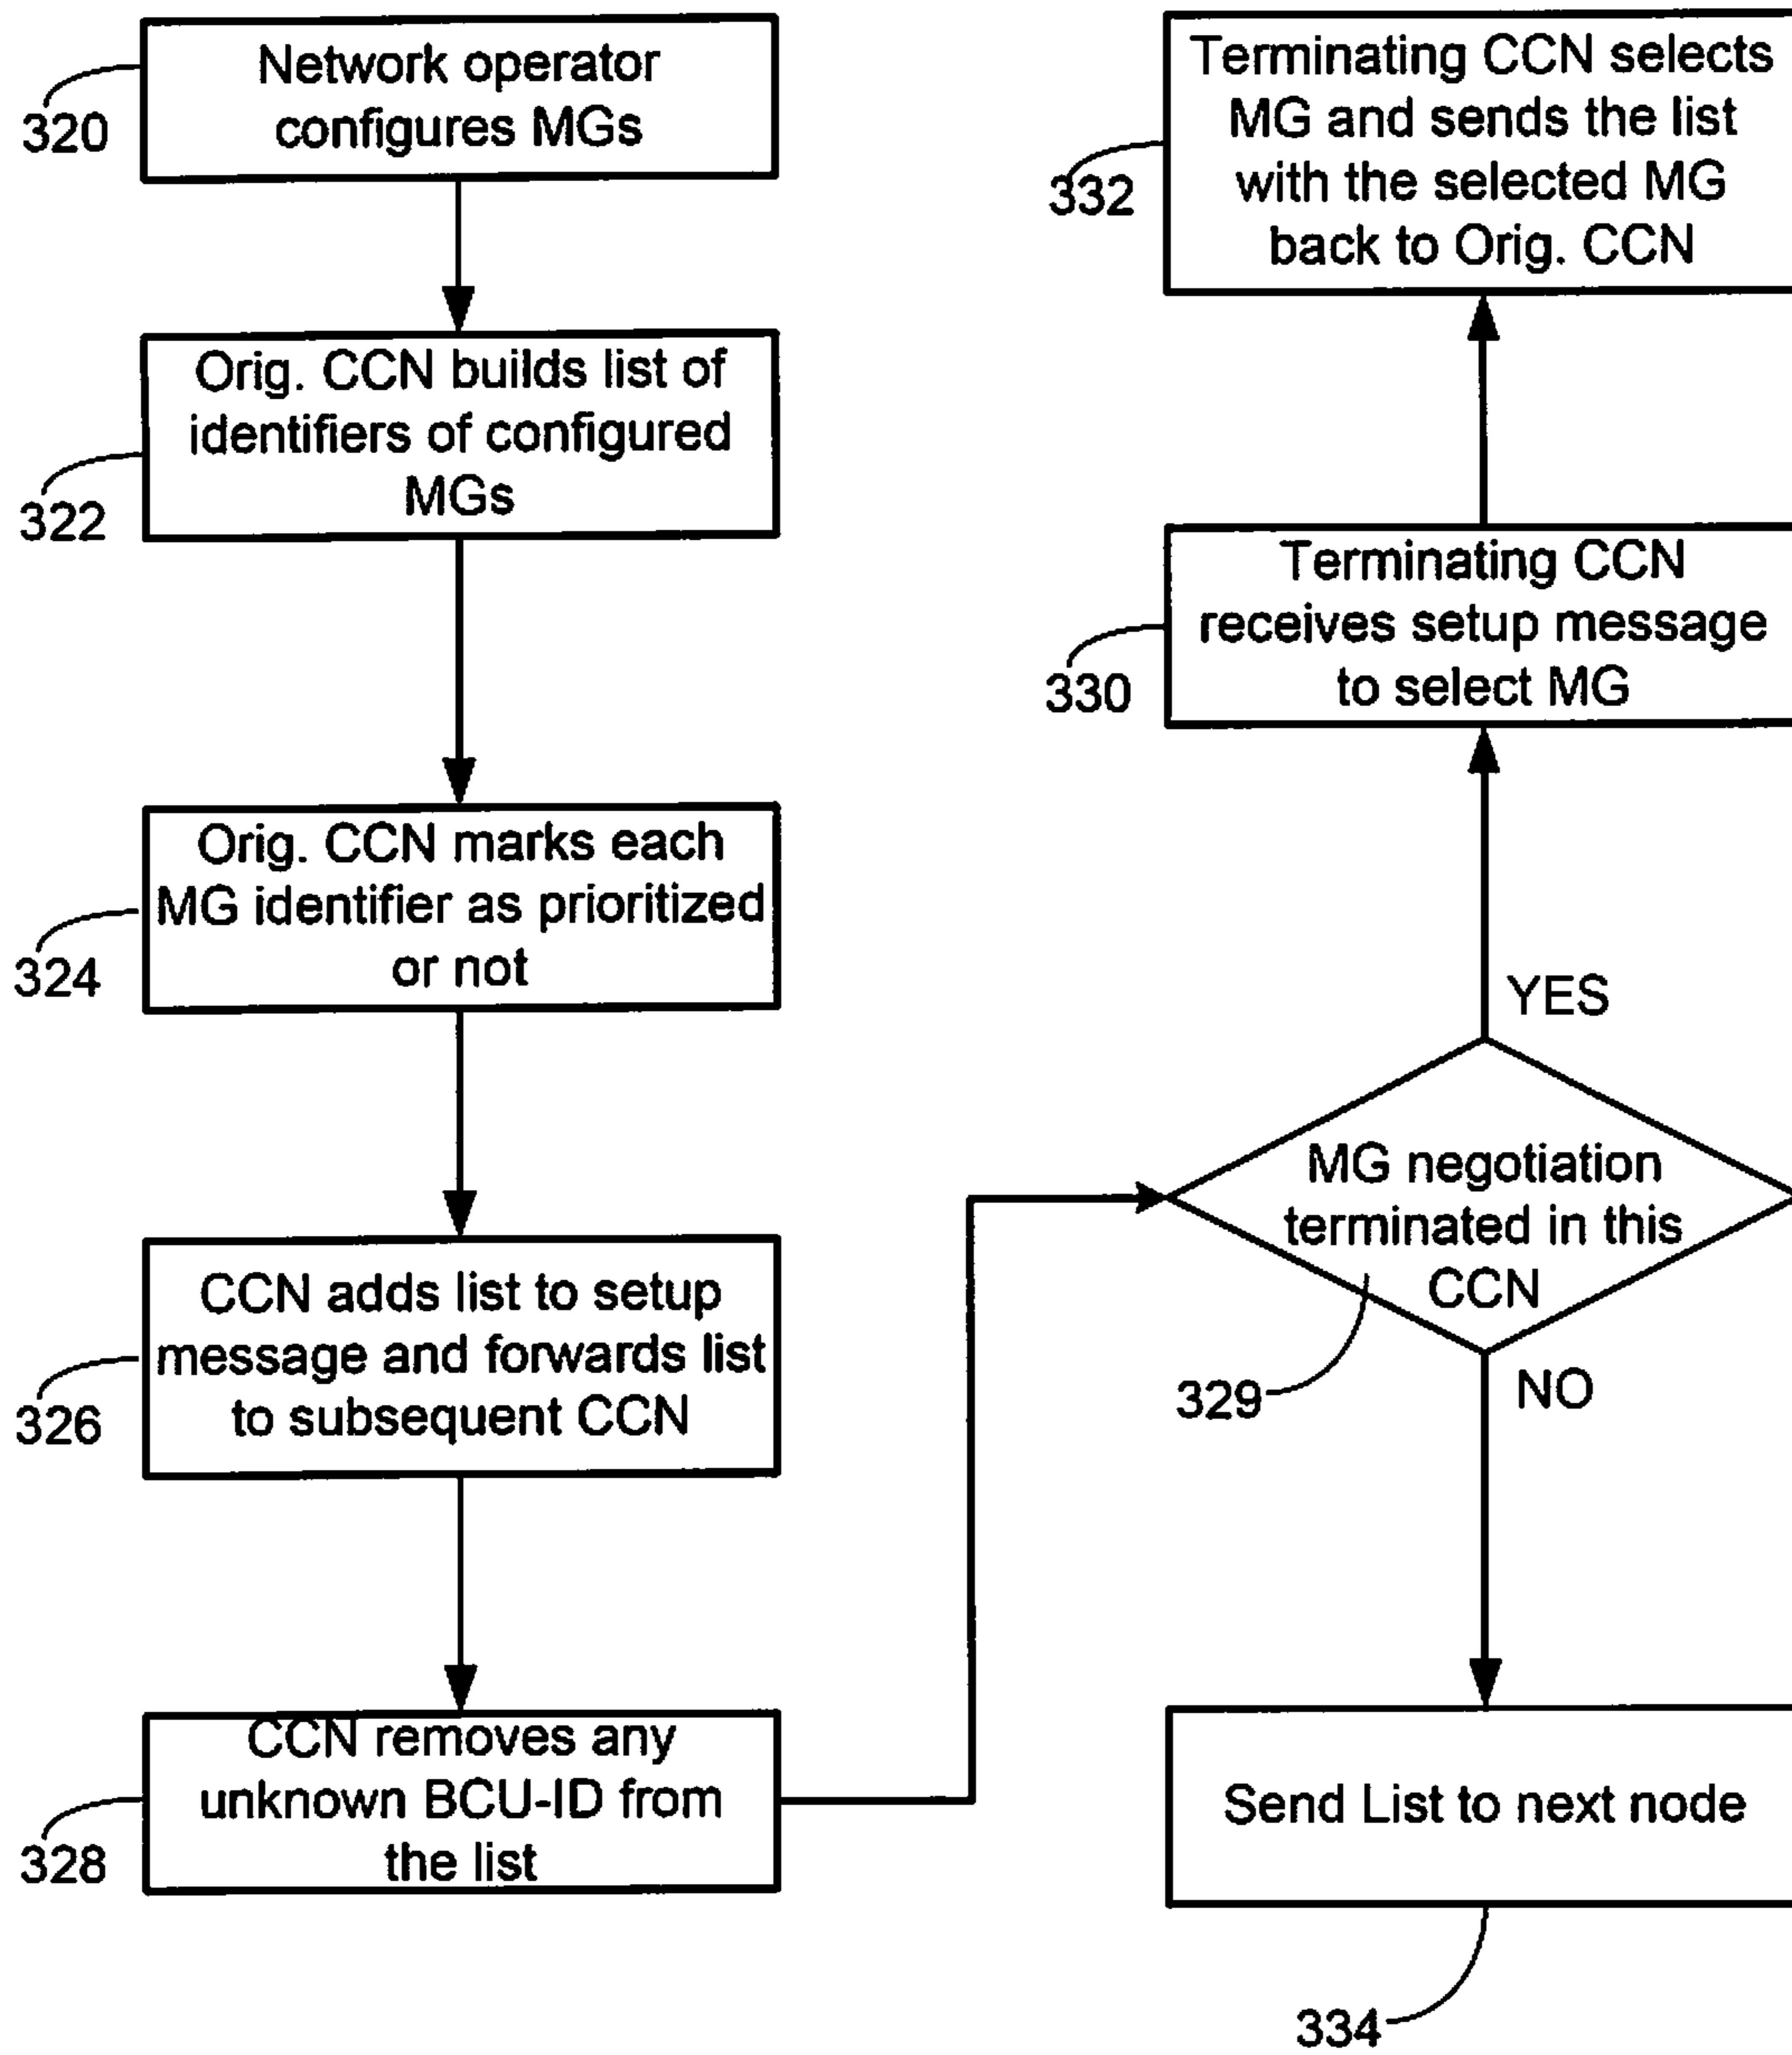 Network operator
configures MGs
320
Orig. CCN builds list of
identifiers of configured
MGs
322
Orig. CCN marks each
MG identifier as prioritized
or not
324
CCN adds list to setup
message and forwards list
to subsequent CCN
326
CCN removes any
unknown BCU-ID from
the list
328
Terminating CCN selects
MG and sends the list
with the selected MG
back to Orig. CCN
332
Terminating CCN
receives setup message
to select MG
330
YES
MG negotiation
terminated in this
CCN
329
NO
Send List to next node
334